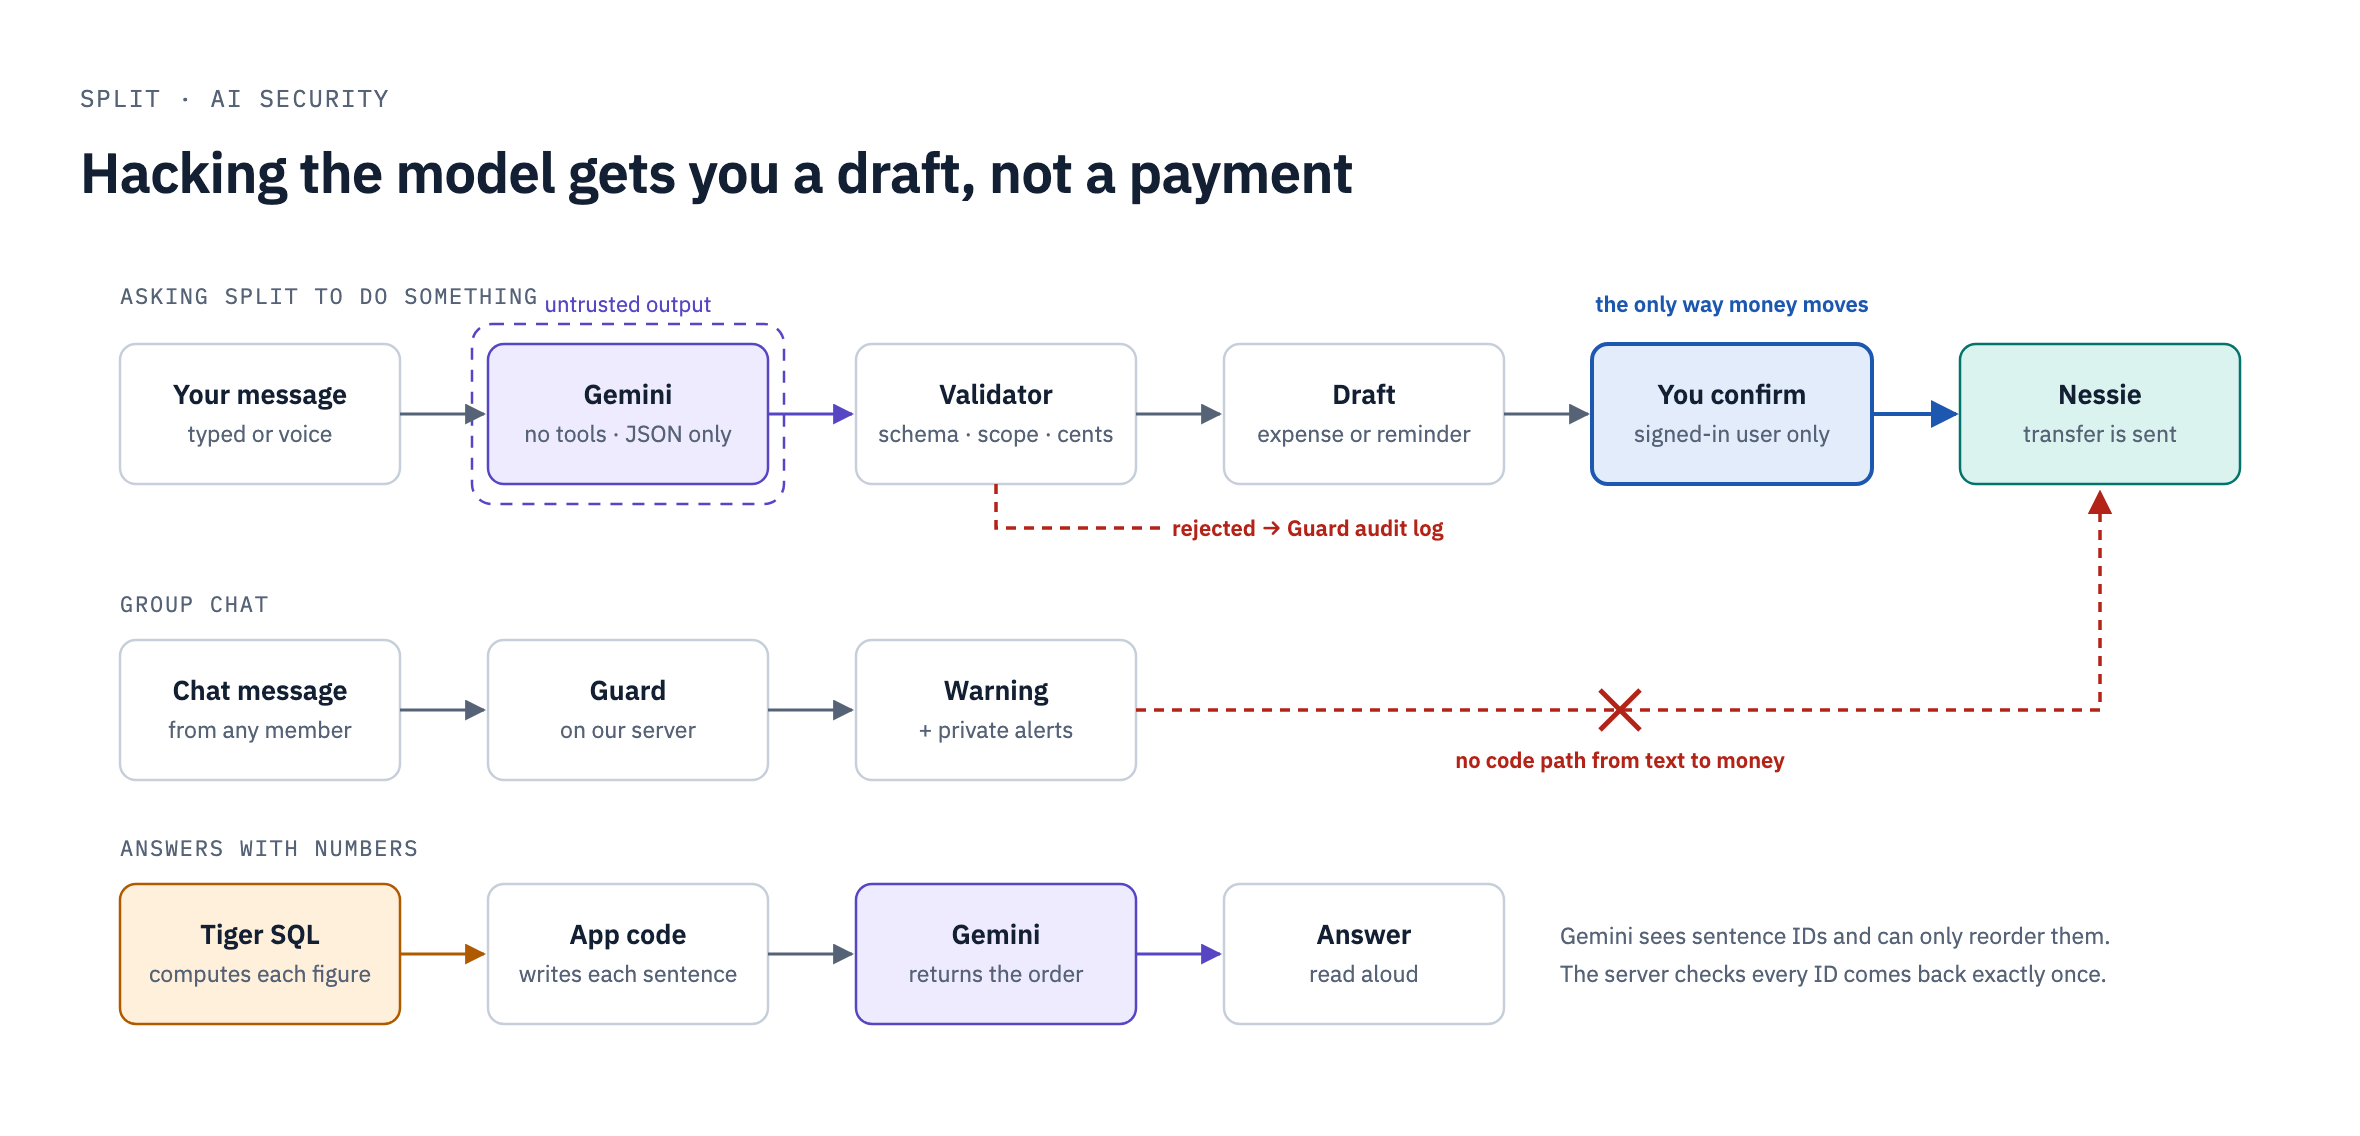 SPLIT · AI SECURITY
Hacking the model gets you a draft, not a payment
ASKING SPLIT TO DO SOMETHING
untrusted output
the only way money moves
Your message
typed or voice
Gemini
no tools · JSON only
Validator
schema · scope · cents
Draft
expense or reminder
You confirm
signed-in user only
Nessie
transfer is sent
rejected → Guard audit log
GROUP CHAT
Chat message
from any member
Guard
on our server
Warning
+ private alerts
no code path from text to money
ANSWERS WITH NUMBERS
Tiger SQL
computes each figure
App code
writes each sentence
Gemini
returns the order
Answer
read aloud
Gemini sees sentence IDs and can only reorder them.
The server checks every ID comes back exactly once.